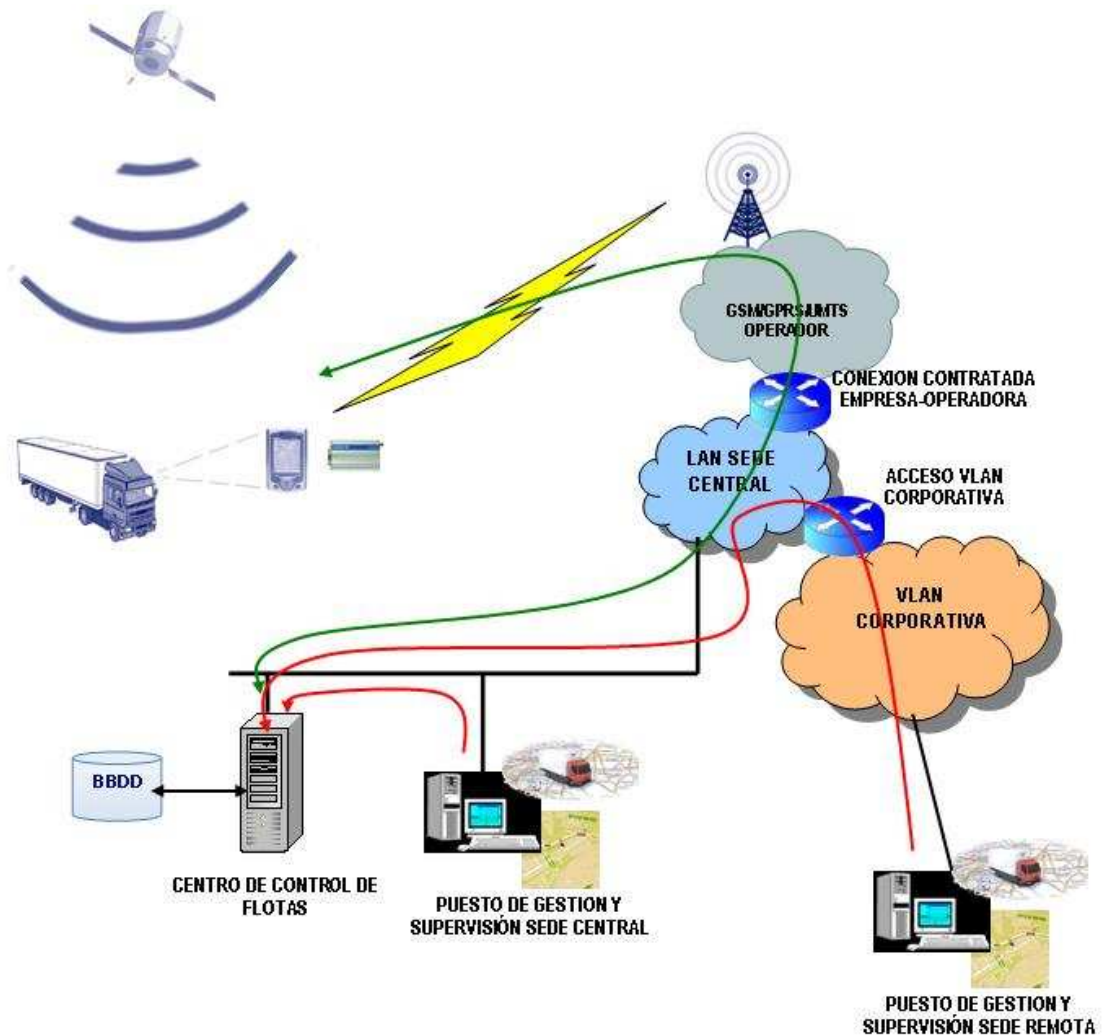 GSM/GPRS/UMTS
OPERADOR
CONEXION CONTRATADA
EMPRESA-OPERADORA
LAN SEDE
CENTRAL
ACCESO VLAN
CORPORATIVA
VLAN
CORPORATIVA
BBDD
CENTRO DE CONTROL DE
FLOTAS
PUESTO DE GESTION Y
SUPERVISIÓN SEDE CENTRAL
PUESTO DE GESTION Y
SUPERVISIÓN SEDE REMOTA